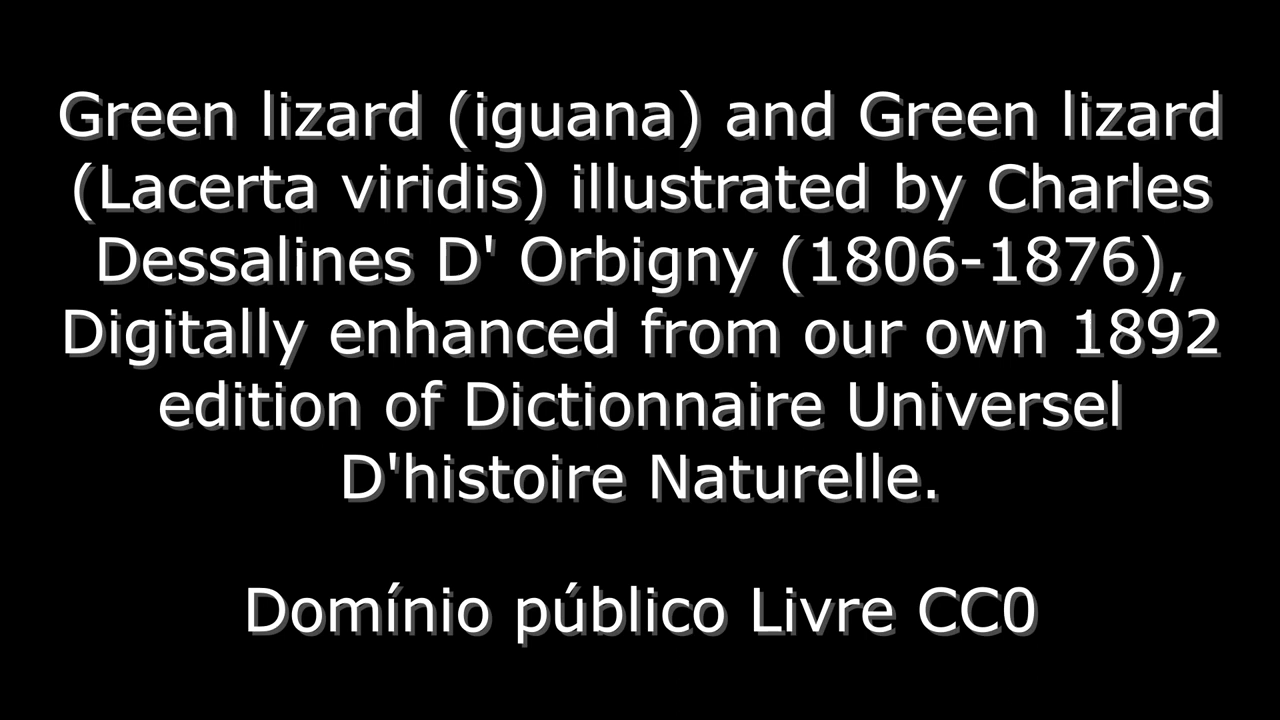 Green lizard (iguana) and Green lizard
(Lacerta viridis) illustrated by Charles
Dessalines D' Orbigny (1806-1876),
Digitally enhanced from our own 1892
edition of Dictionnaire Universel
D'histoire Naturelle.
Domínio público Livre CC0